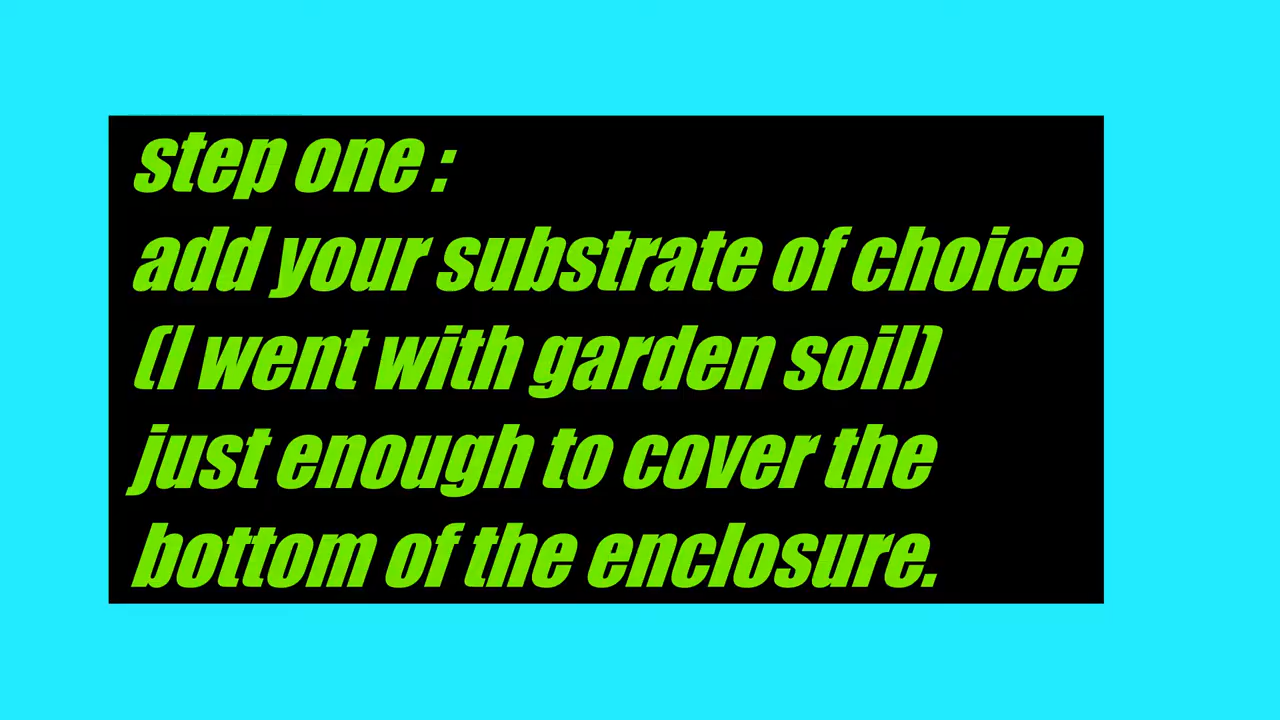 step one :
add your substrate of choice
(I went with garden soil)
just enough to cover the
bottom of the enclosure.